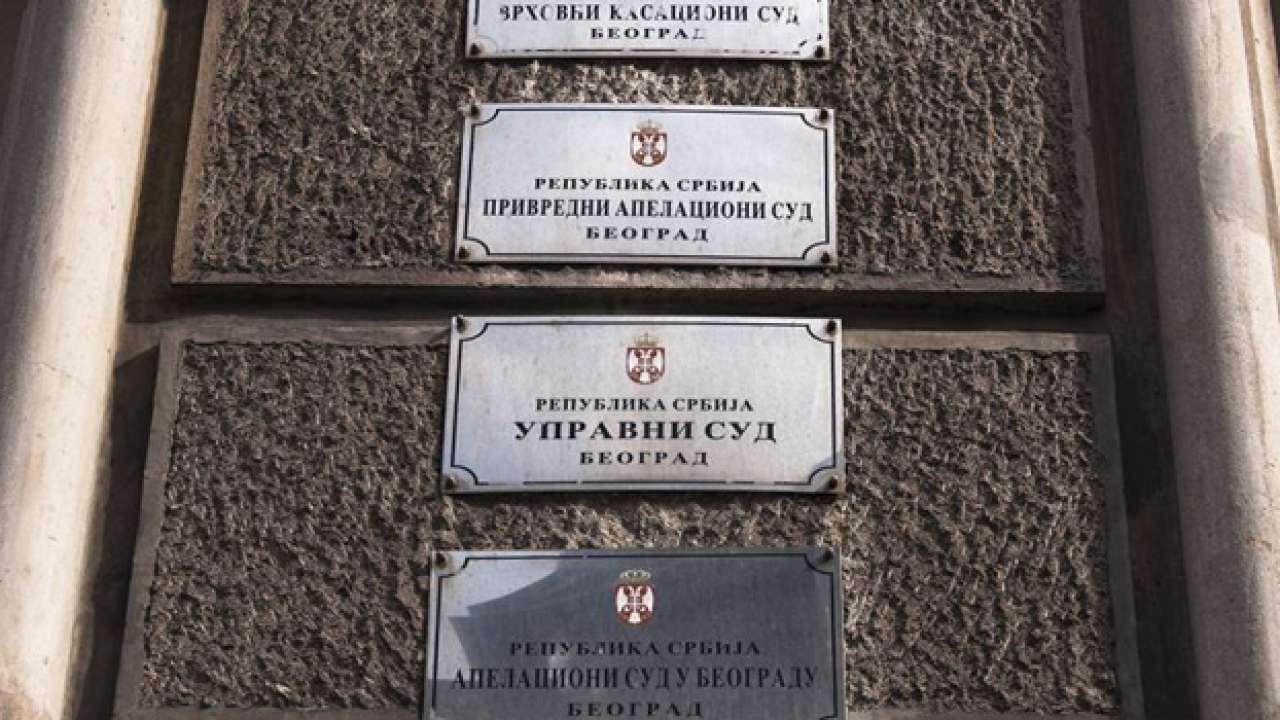 ВРХОВНИ КАСАЦИОНИ СУД
БЕОГРАД
РЕПУБЛИКА СРБИЈА
ПРИВРЕДНИ АПЕЛАЦИОНИ СУД
БЕОГРАД
РЕПУБЛИКА СРБИЈА
УПРАВНИ СУД
БЕОГРАД
РЕПУБЛИКА СРБИЈА
АПЕЛАЦИОНИ СУД У БЕОГРАДУ
БЕОГРАД